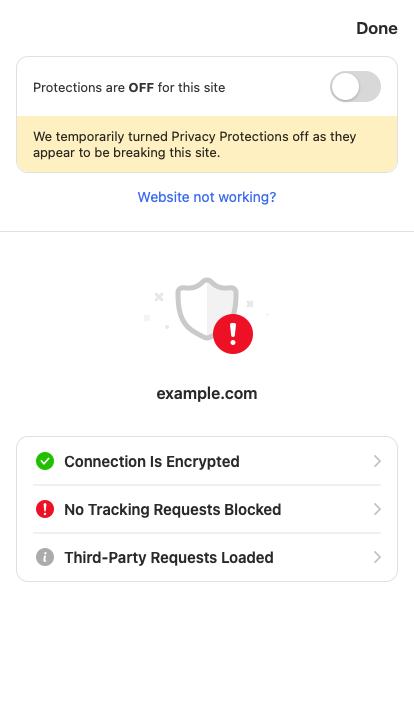 Done
Protections are OFF for this site
We temporarily turned Privacy Protections off as they
appear to be breaking this site.
Website not working?
example.com
Connection Is Encrypted
No Tracking Requests Blocked
Third-Party Requests Loaded